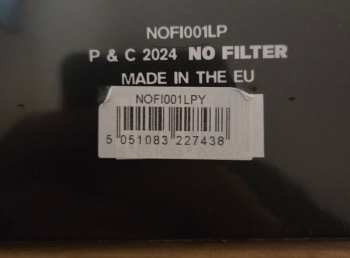 NOFI001LP
P & C 2024 NO FILTER
MADE IN THE EU
NOFI001LPY
5 051083 227438